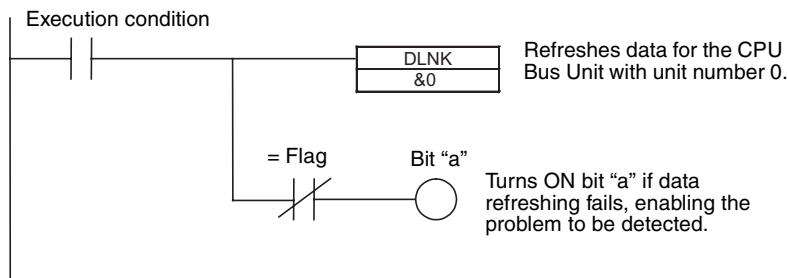 Execution condition
DLNK
&0
Refreshes data for the CPU
Bus Unit with unit number 0.
= Flag
Bit “a”
Turns ON bit “a” if data
refreshing fails, enabling the
problem to be detected.